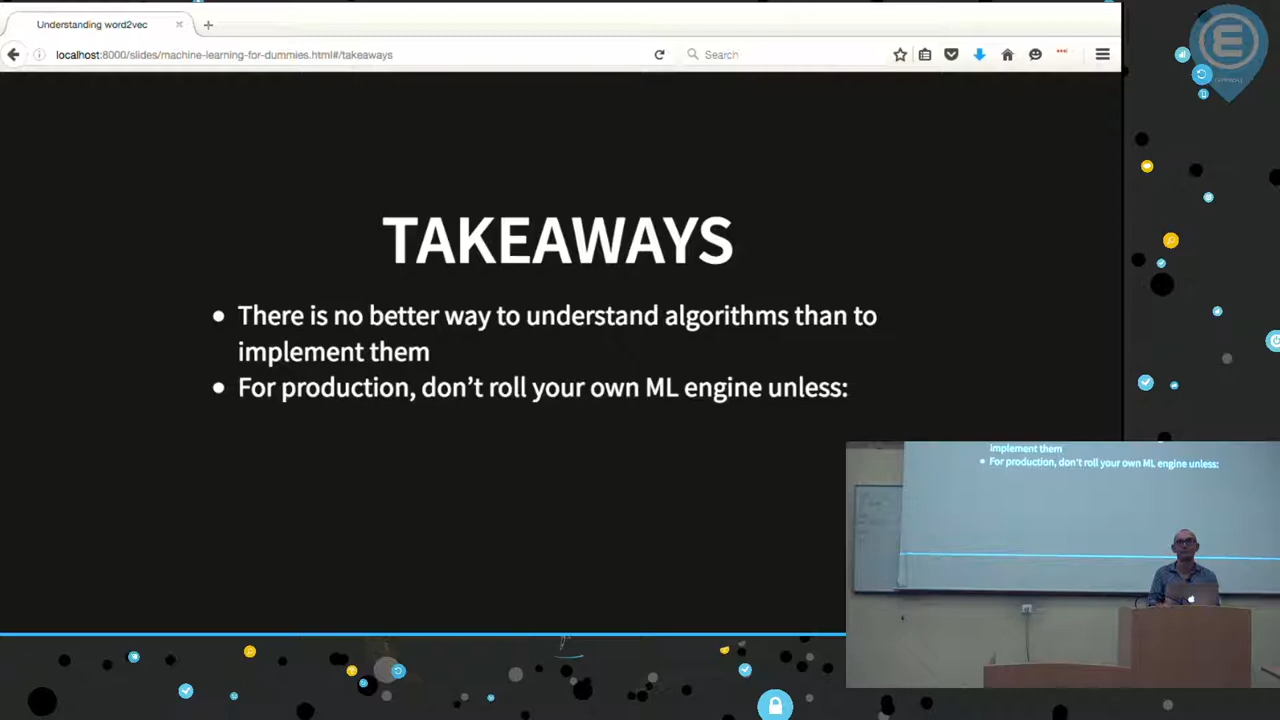 Understanding word2vec
localhost:8000/slides/machine-learning-for-dummies.html#/takeaways
Search
TAKEAWAYS
• There is no better way to understand algorithms than to
implement them
• For production, don’t roll your own ML engine unless:
implement them
• For production, don’t roll your own ML engine unless: